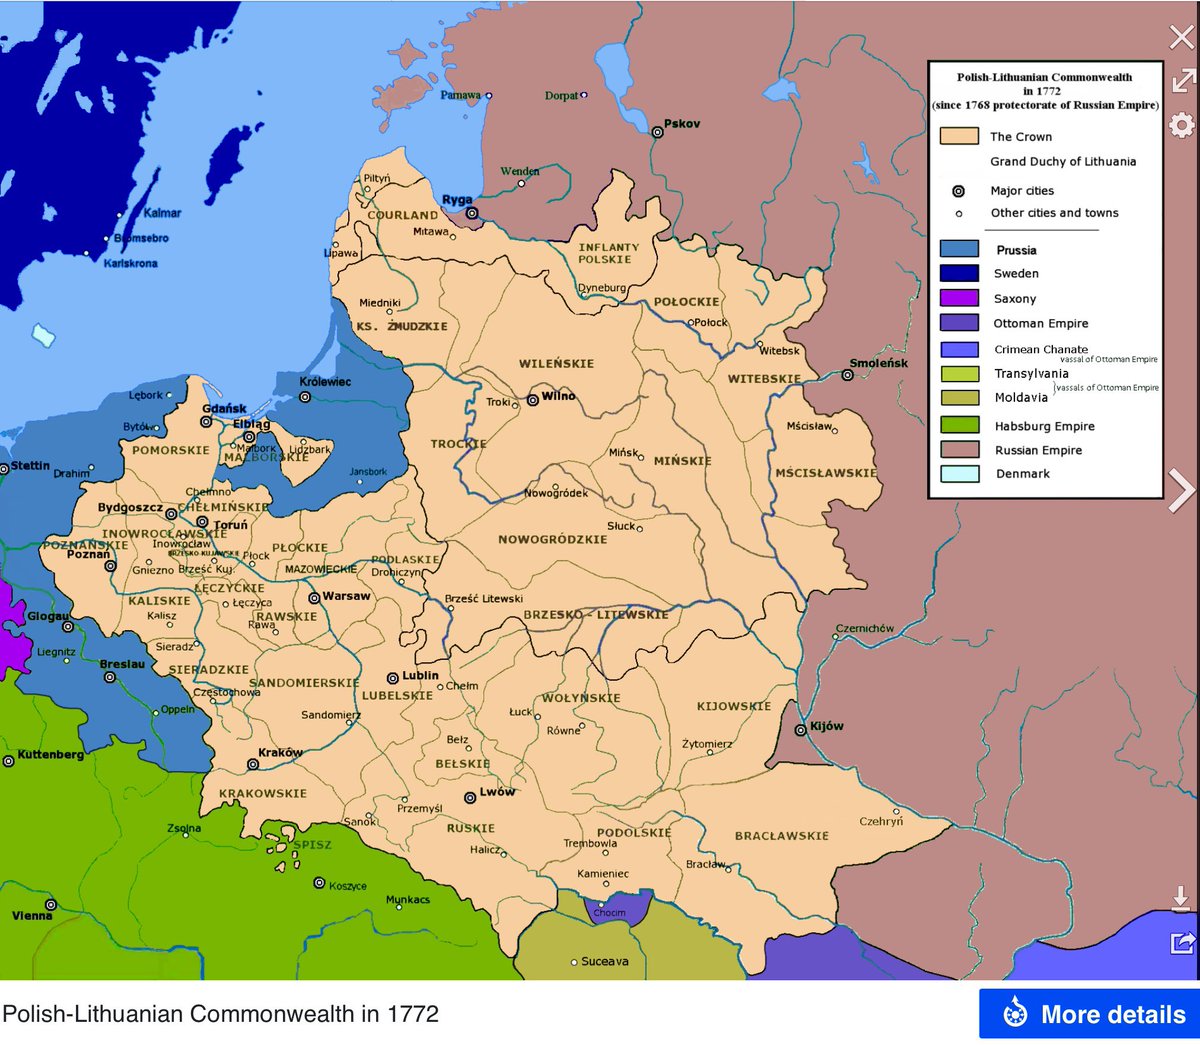 Polish-Lithuanian Commonwealth
in 1772
(since 1768 protectorate of Russian Empire)
The Crown
Grand Duchy of Lithuania
Major cities
Other cities and towns
Prussia
Sweden
Saxony
Ottoman Empire
Crimean Chanate
vassal of Ottoman Empire
Transylvania
}vassals of Ottoman Empire
Moldavia
Habsburg Empire
Russian Empire
Denmark
Parnawa
Dorpat
Pskov
Wenden
Piltyń
Ryga
Kalmar
COURLAND
Mitawa
Bromsebro
Karlskrona
Lipawa
INFLANTY
POLSKIE
Dyneburg
Miedniki
POŁOCKIE
KS. ŻMUDZKIE
Połock
Witebsk
WILEŃSKIE
Smoleńsk
WITEBSKIE
Królewiec
Lębork
Troki
Wilno
Gdańsk
Bytów
Elbląg
Mścisław
POMORSKIE
Malbork
Lidzbark
MALBORSKIE
TROCKIE
Mińsk
MIŃSKIE
Stettin
Drahim
Jansbork
MŚCISŁAWSKIE
Chełmno
Nowogródek
Bydgoszcz
CHEŁMIŃSKIE
Toruń
Słuck
INOWROCŁAWSKIE
Inowrocław
NOWOGRÓDZKIE
POZNAŃSKIE
Poznań
BRZESKO-KUJAWSKIE
PŁOCKIE
Płock
PODLASKIE
Gniezno
Brześć Kuj.
MAZOWIECKIE
Drohiczyn
ŁĘCZYCKIE
Warsaw
Brześć Litewski
KALISKIE
Łęczyca
Kalisz
RAWSKIE
Rawa
BRZESKO - LITEWSKIE
Glogau
Czernichów
Liegnitz
Sieradz
Breslau
SIERADZKIE
Lublin
Chełm
SANDOMIERSKIE
LUBELSKIE
Częstochowa
WOŁYŃSKIE
KIJOWSKIE
Oppeln
Sandomierz
Łuck
Równe
Kijów
Kuttenberg
Kraków
Bełz
Żytomierz
BEŁSKIE
KRAKOWSKIE
Lwów
Przemyśl
Zsolna
Sanok
RUSKIE
PODOLSKIE
BRACŁAWSKIE
Czehryń
SPISZ
Halicz
Trembowla
Bracław
Koszyce
Kamieniec
Munkacs
Vienna
Chocim
Suceava
Polish-Lithuanian Commonwealth in 1772
More details